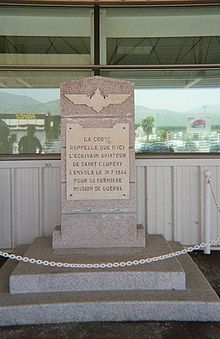 LA CORSE
RAPPELLE QUE D'ICI
L'ECRIVAIN AVIATEUR
DE SAINT EXUPERY
S'ENVOLA LE 31·7·1944
POUR SA DERNIERE
MISSION DE GUERRE